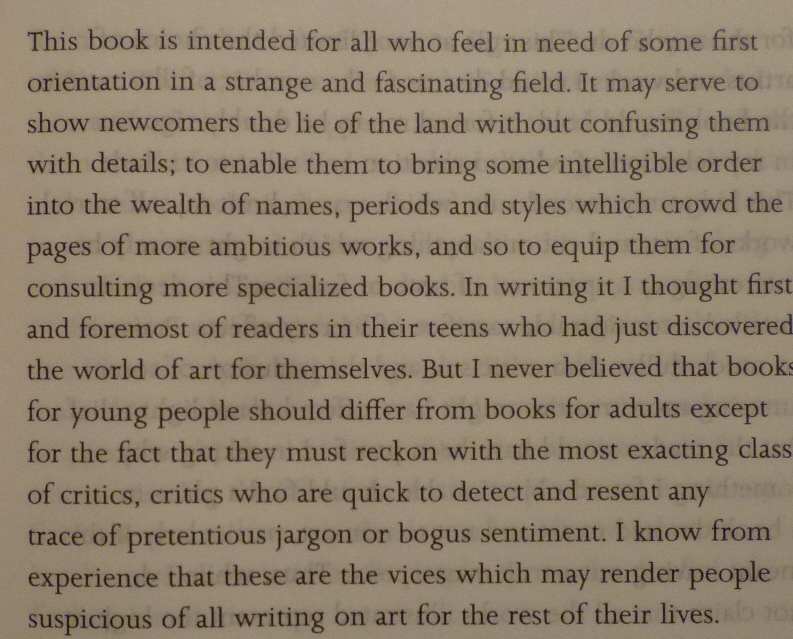 This book is intended for all who feel in need of some first
orientation in a strange and fascinating field. It may serve to
show newcomers the lie of the land without confusing them
with details; to enable them to bring some intelligible order
into the wealth of names, periods and styles which crowd the
pages of more ambitious works, and so to equip them for
consulting more specialized books. In writing it I thought first
and foremost of readers in their teens who had just discovered
the world of art for themselves. But I never believed that books
for young people should differ from books for adults except
for the fact that they must reckon with the most exacting class
of critics, critics who are quick to detect and resent any
trace of pretentious jargon or bogus sentiment. I know from
experience that these are the vices which may render people
suspicious of all writing on art for the rest of their lives.